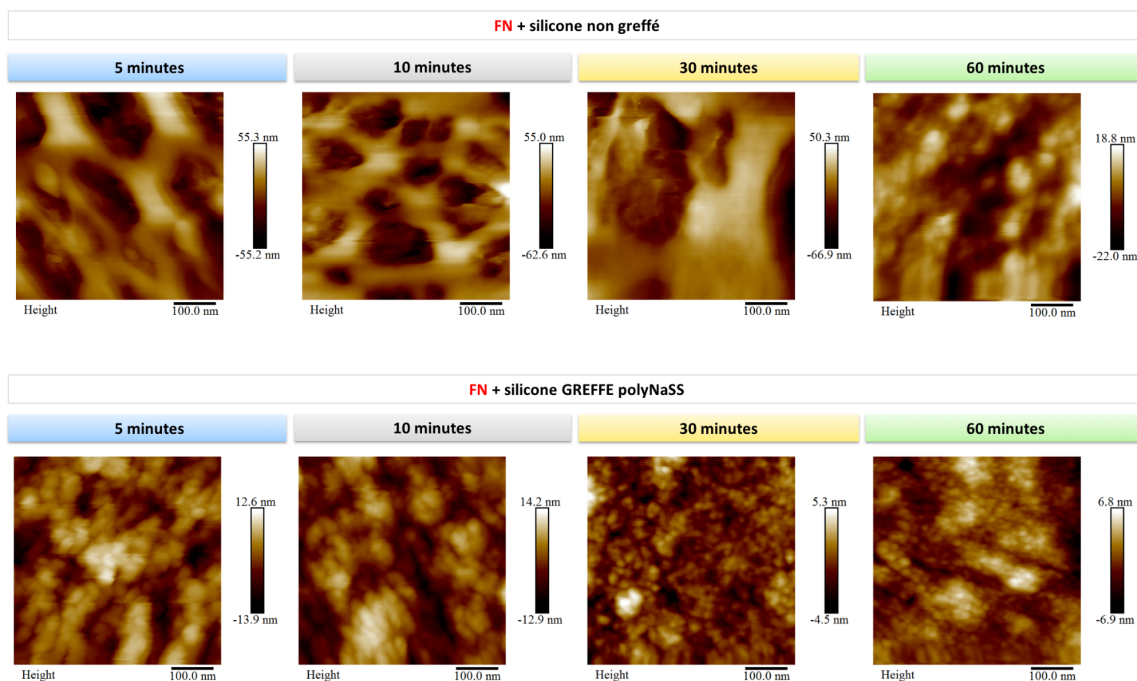 FN + silicone non greffé
5 minutes
10 minutes
30 minutes
60 minutes
55.3 nm
-55.2 nm
Height
100.0 nm
55.0 nm
-62.6 nm
Height
100.0 nm
50.3 nm
-66.9 nm
Height
100.0 nm
18.8 nm
-22.0 nm
Height
100.0 nm
FN + silicone GREFFE polyNaSS
5 minutes
10 minutes
30 minutes
60 minutes
12.6 nm
-13.9 nm
Height
100.0 nm
14.2 nm
-12.9 nm
Height
100.0 nm
5.3 nm
-4.5 nm
Height
100.0 nm
6.8 nm
-6.9 nm
Height
100.0 nm